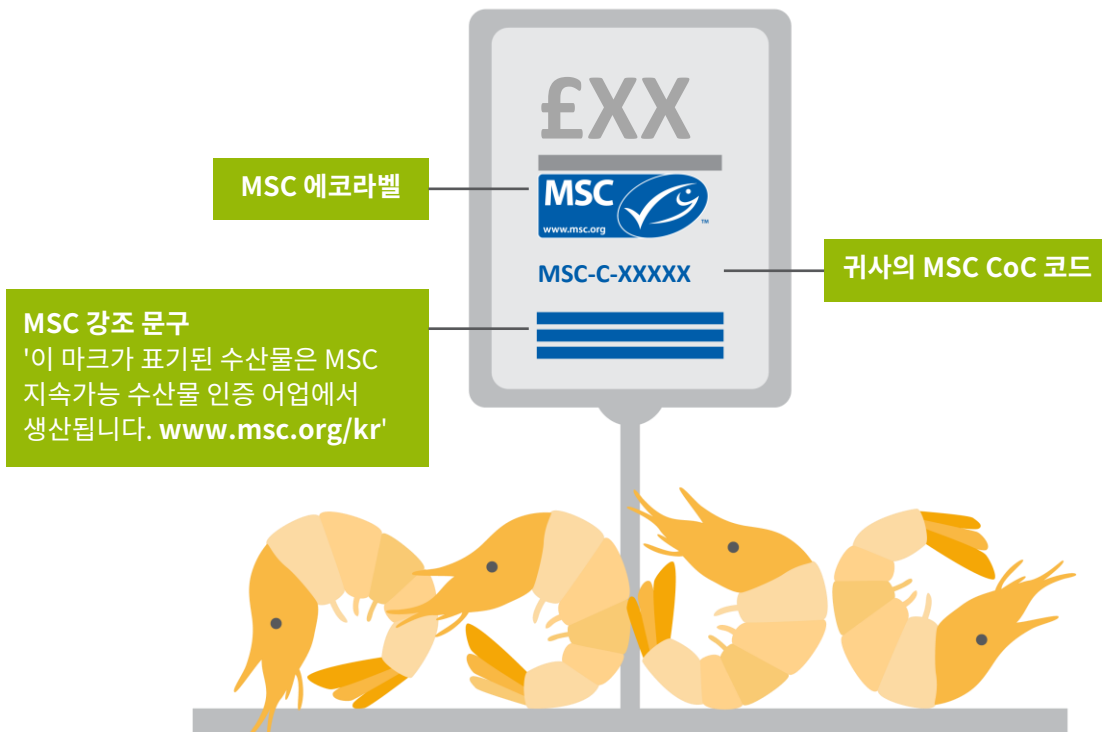 £XX
MSC 에코라벨
MSC
www.msc.org
TM
MSC-C-XXXXX
귀사의 MSC CoC 코드
MSC 강조 문구
'이 마크가 표기된 수산물은 MSC
지속가능 수산물 인증 어업에서
생산됩니다. www.msc.org/kr'